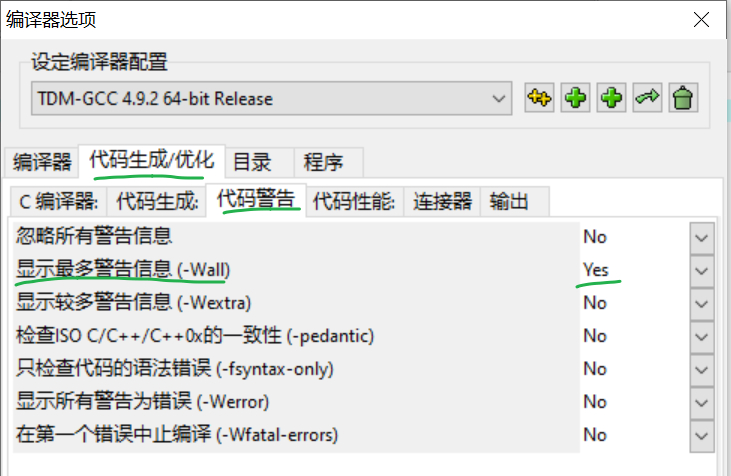 编译器选项
设定编译器配置
TDM-GCC 4.9.2 64-bit Release
编译器 代码生成/优化 目录 程序
C 编译器: 代码生成: 代码警告 代码性能: 连接器 输出
忽略所有警告信息 No
显示最多警告信息 (-Wall) Yes
显示较多警告信息 (-Wextra) No
检查ISO C/C++/C++0x的一致性 (-pedantic) No
只检查代码的语法错误 (-fsyntax-only) No
显示所有警告为错误 (-Werror) No
在第一个错误中止编译 (-Wfatal-errors) No